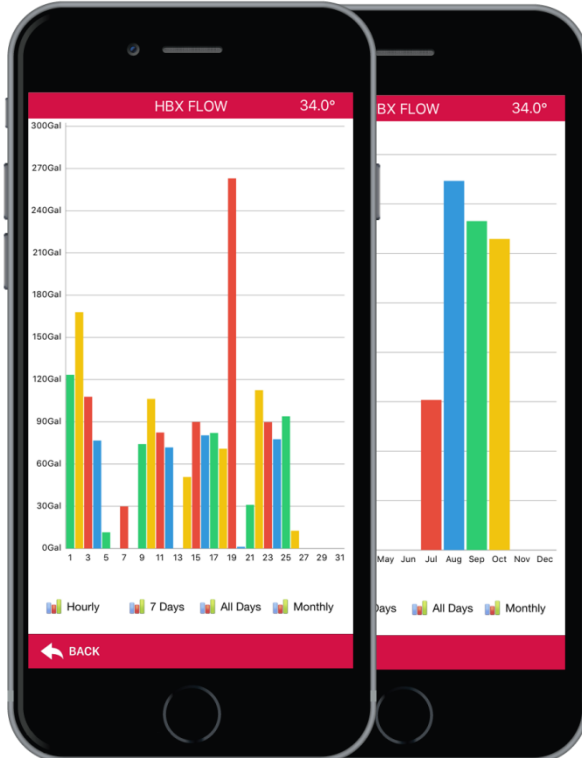 HBX FLOW 34.0°
300Gal
270Gal
240Gal
210Gal
180Gal
150Gal
120Gal
90Gal
60Gal
30Gal
0Gal
1 3 5 7 9 11 13 15 17 19 21 23 25 27 29 31
Hourly 7 Days All Days Monthly
BACK
BX FLOW 34.0°
May Jun Jul Aug Sep Oct Nov Dec
Days All Days Monthly